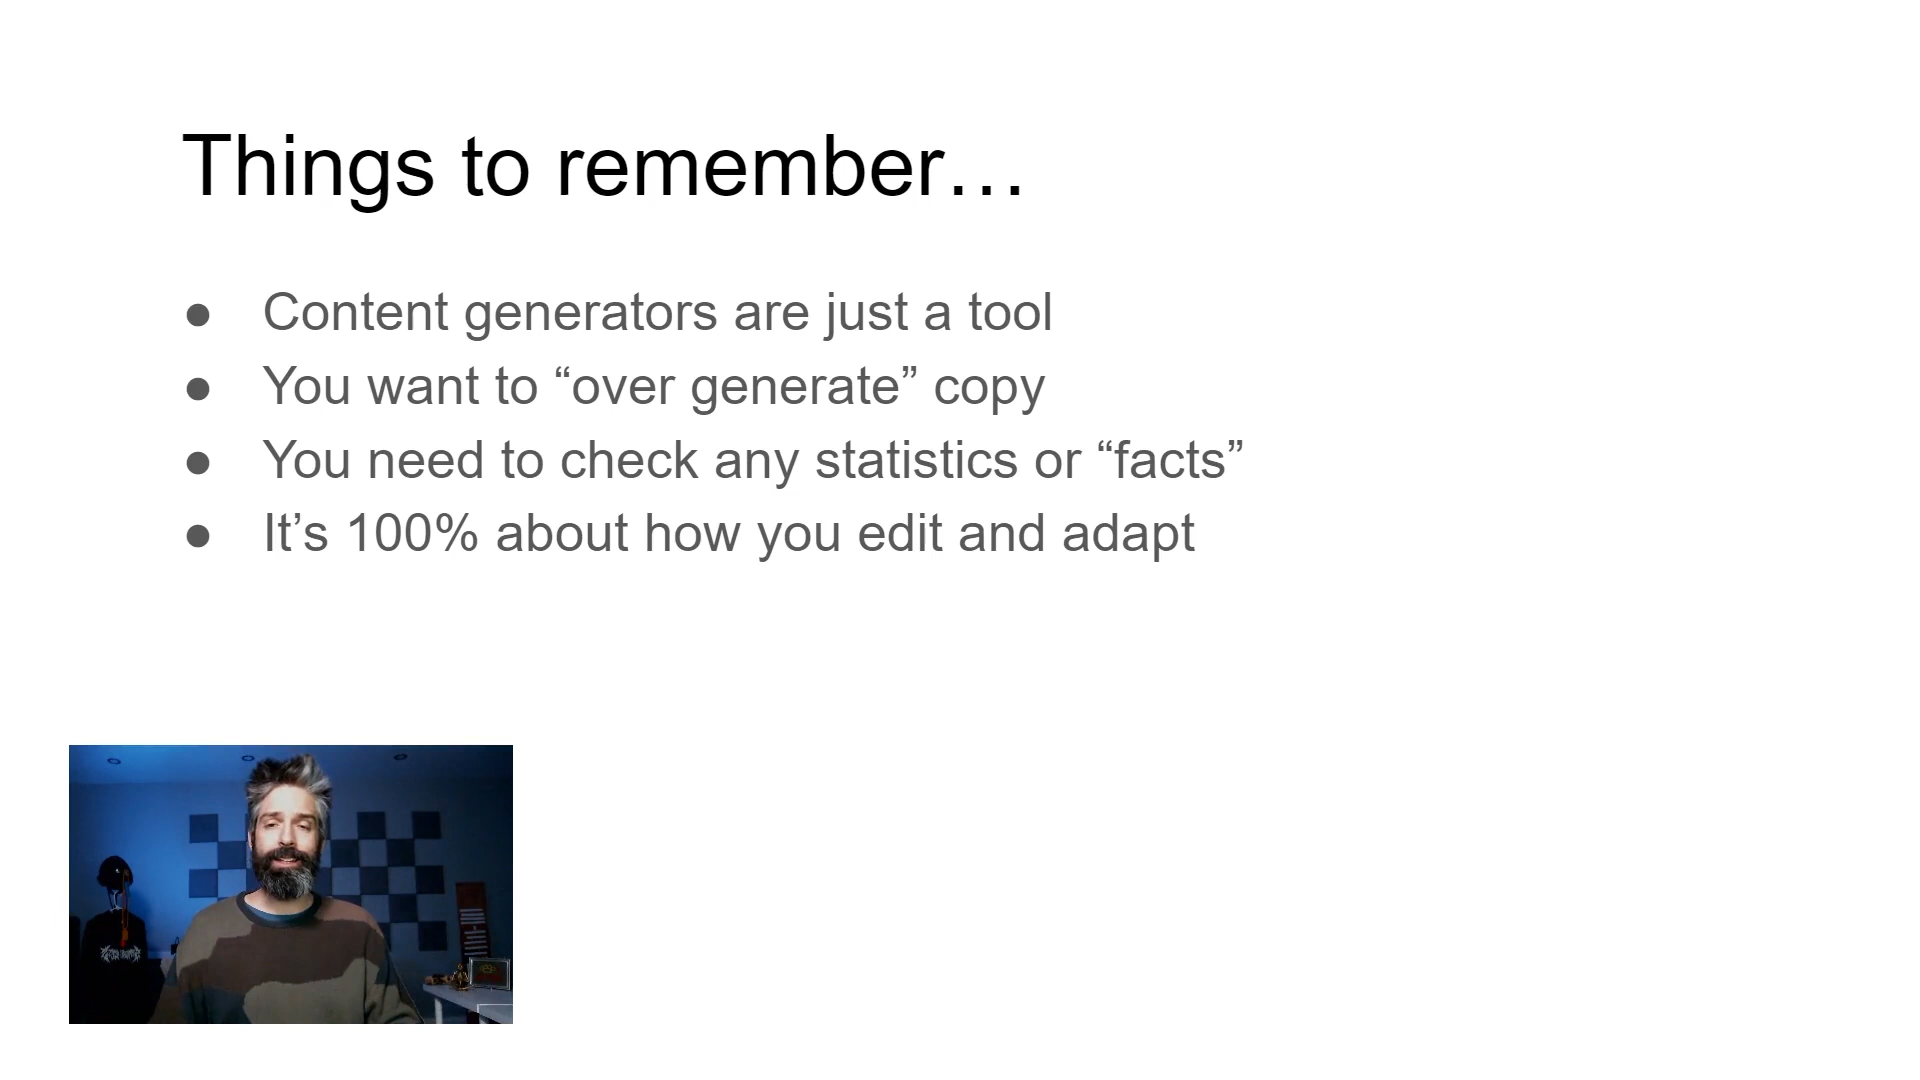 Things to remember…
● Content generators are just a tool
● You want to “over generate” copy
● You need to check any statistics or “facts”
● It’s 100% about how you edit and adapt